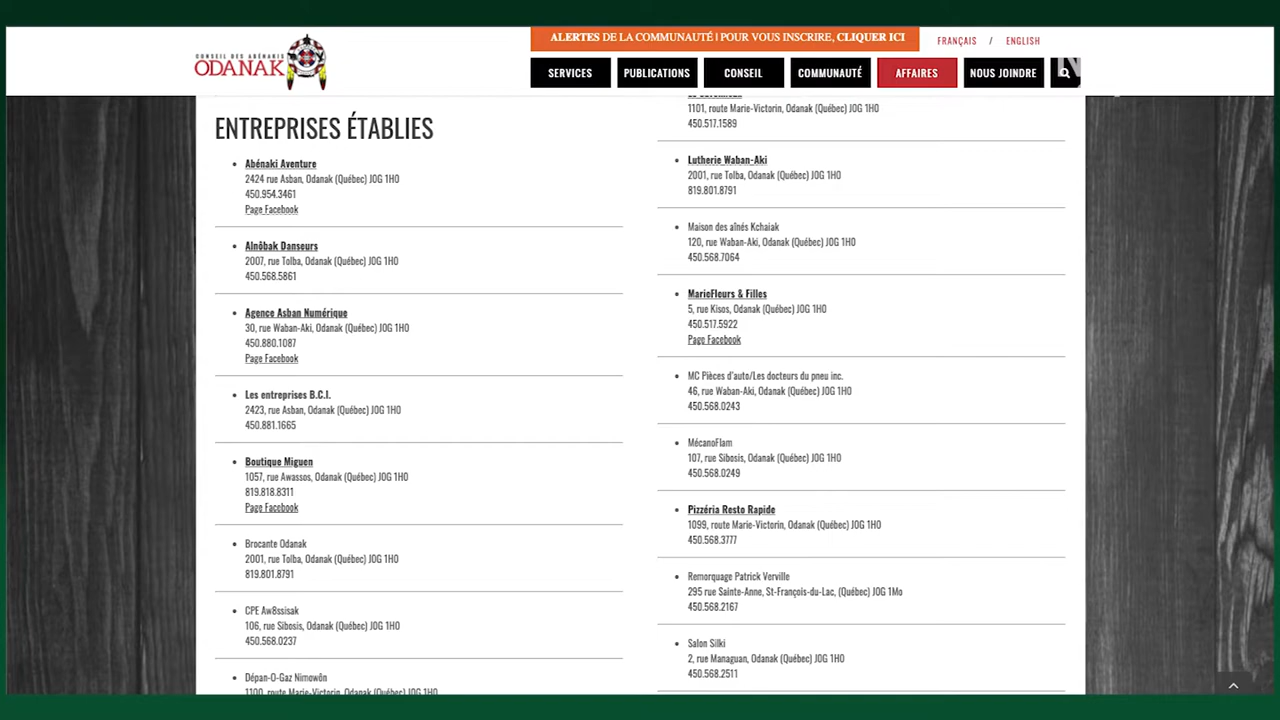 CONSEIL DES ABÉNAKIS
ODANAK
ALERTES DE LA COMMUNAUTÉ | POUR VOUS INSCRIRE, CLIQUER ICI
FRANÇAIS / ENGLISH
SERVICES
PUBLICATIONS
CONSEIL
COMMUNAUTÉ
AFFAIRES
NOUS JOINDRE
ENTREPRISES ÉTABLIES
Abénaki Aventure
2424 rue Asban, Odanak (Québec) J0G 1H0
450.954.3461
Page Facebook
Alnôbak Danseurs
2007, rue Tolba, Odanak (Québec) J0G 1H0
450.568.5861
Agence Asban Numérique
30, rue Waban-Aki, Odanak (Québec) J0G 1H0
450.880.1087
Page Facebook
Les entreprises B.C.I.
2423, rue Asban, Odanak (Québec) J0G 1H0
450.881.1665
Boutique Miguen
1057, rue Awassos, Odanak (Québec) J0G 1H0
819.818.8311
Page Facebook
Brocante Odanak
2001, rue Tolba, Odanak (Québec) J0G 1H0
819.801.8791
CPE Aw8ssisak
106, rue Sibosis, Odanak (Québec) J0G 1H0
450.568.0237
Dépan-O-Gaz Nimowôn
1100, route Marie-Victorin, Odanak (Québec) J0G 1H0
1101, route Marie-Victorin, Odanak (Québec) J0G 1H0
450.517.1589
Lutherie Waban-Aki
2001, rue Tolba, Odanak (Québec) J0G 1H0
819.801.8791
Maison des aînés Kchaiak
120, rue Waban-Aki, Odanak (Québec) J0G 1H0
450.568.7064
MarieFleurs & Filles
5, rue Kisos, Odanak (Québec) J0G 1H0
450.517.5922
Page Facebook
MC Pièces d'auto/Les docteurs du pneu inc.
46, rue Waban-Aki, Odanak (Québec) J0G 1H0
450.568.0243
MécanoFlam
107, rue Sibosis, Odanak (Québec) J0G 1H0
450.568.0249
Pizzéria Resto Rapide
1099, route Marie-Victorin, Odanak (Québec) J0G 1H0
450.568.3777
Remorquage Patrick Verville
295 rue Sainte-Anne, St-François-du-Lac, (Québec) J0G 1Mo
450.568.2167
Salon Silki
2, rue Managuan, Odanak (Québec) J0G 1H0
450.568.2511